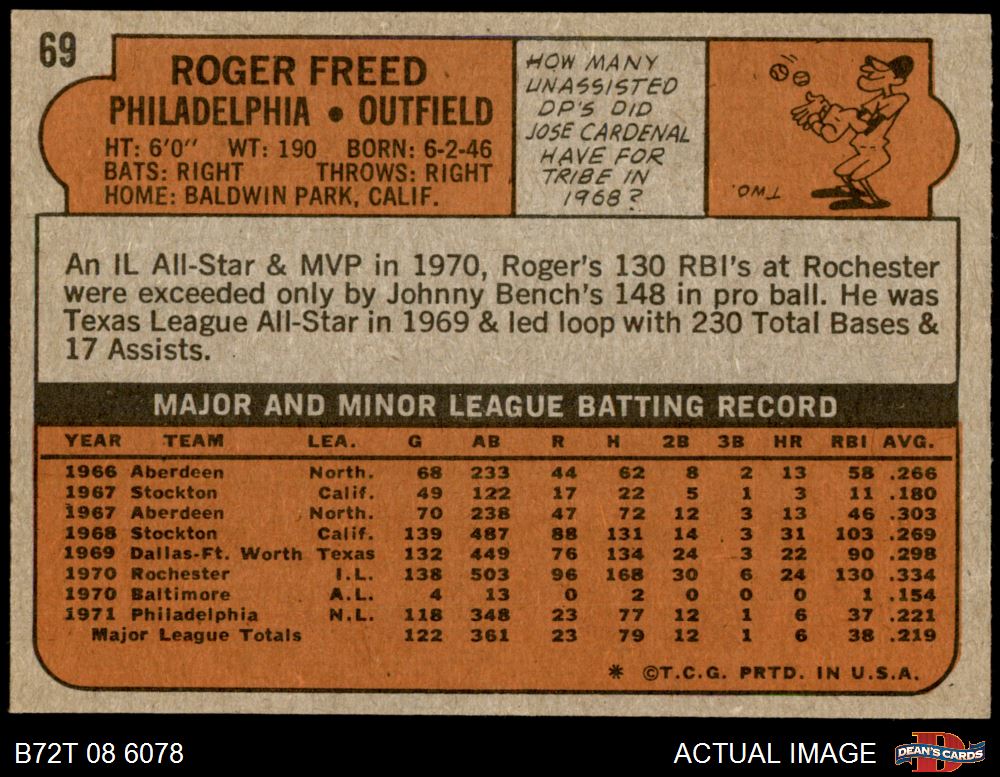 69
ROGER FREED
PHILADELPHIA • OUTFIELD
HT: 6'0" WT: 190 BORN: 6-2-46
BATS: RIGHT THROWS: RIGHT
HOME: BALDWIN PARK, CALIF.
HOW MANY
UNASSISTED
DP'S DID
JOSE CARDENAL
HAVE FOR
TRIBE IN
1968?
TWO.
An IL All-Star & MVP in 1970, Roger's 130 RBI's at Rochester
were exceeded only by Johnny Bench's 148 in pro ball. He was
Texas League All-Star in 1969 & led loop with 230 Total Bases &
17 Assists.
MAJOR AND MINOR LEAGUE BATTING RECORD
YEAR TEAM LEA. G AB R H 2B 3B HR RBI AVG.
1966 Aberdeen North. 68 233 44 62 8 2 13 58 .266
1967 Stockton Calif. 49 122 17 22 5 1 3 11 .180
1967 Aberdeen North. 70 238 47 72 12 3 13 46 .303
1968 Stockton Calif. 139 487 88 131 14 3 31 103 .269
1969 Dallas-Ft. Worth Texas 132 449 76 134 24 3 22 90 .298
1970 Rochester I.L. 138 503 96 168 30 6 24 130 .334
1970 Baltimore A.L. 4 13 0 2 0 0 0 1 .154
1971 Philadelphia N.L. 118 348 23 77 12 1 6 37 .221
Major League Totals 122 361 23 79 12 1 6 38 .219
* ©T.C.G. PRTD. IN U.S.A.
B72T 08 6078 ACTUAL IMAGE D DEAN'S CARDS